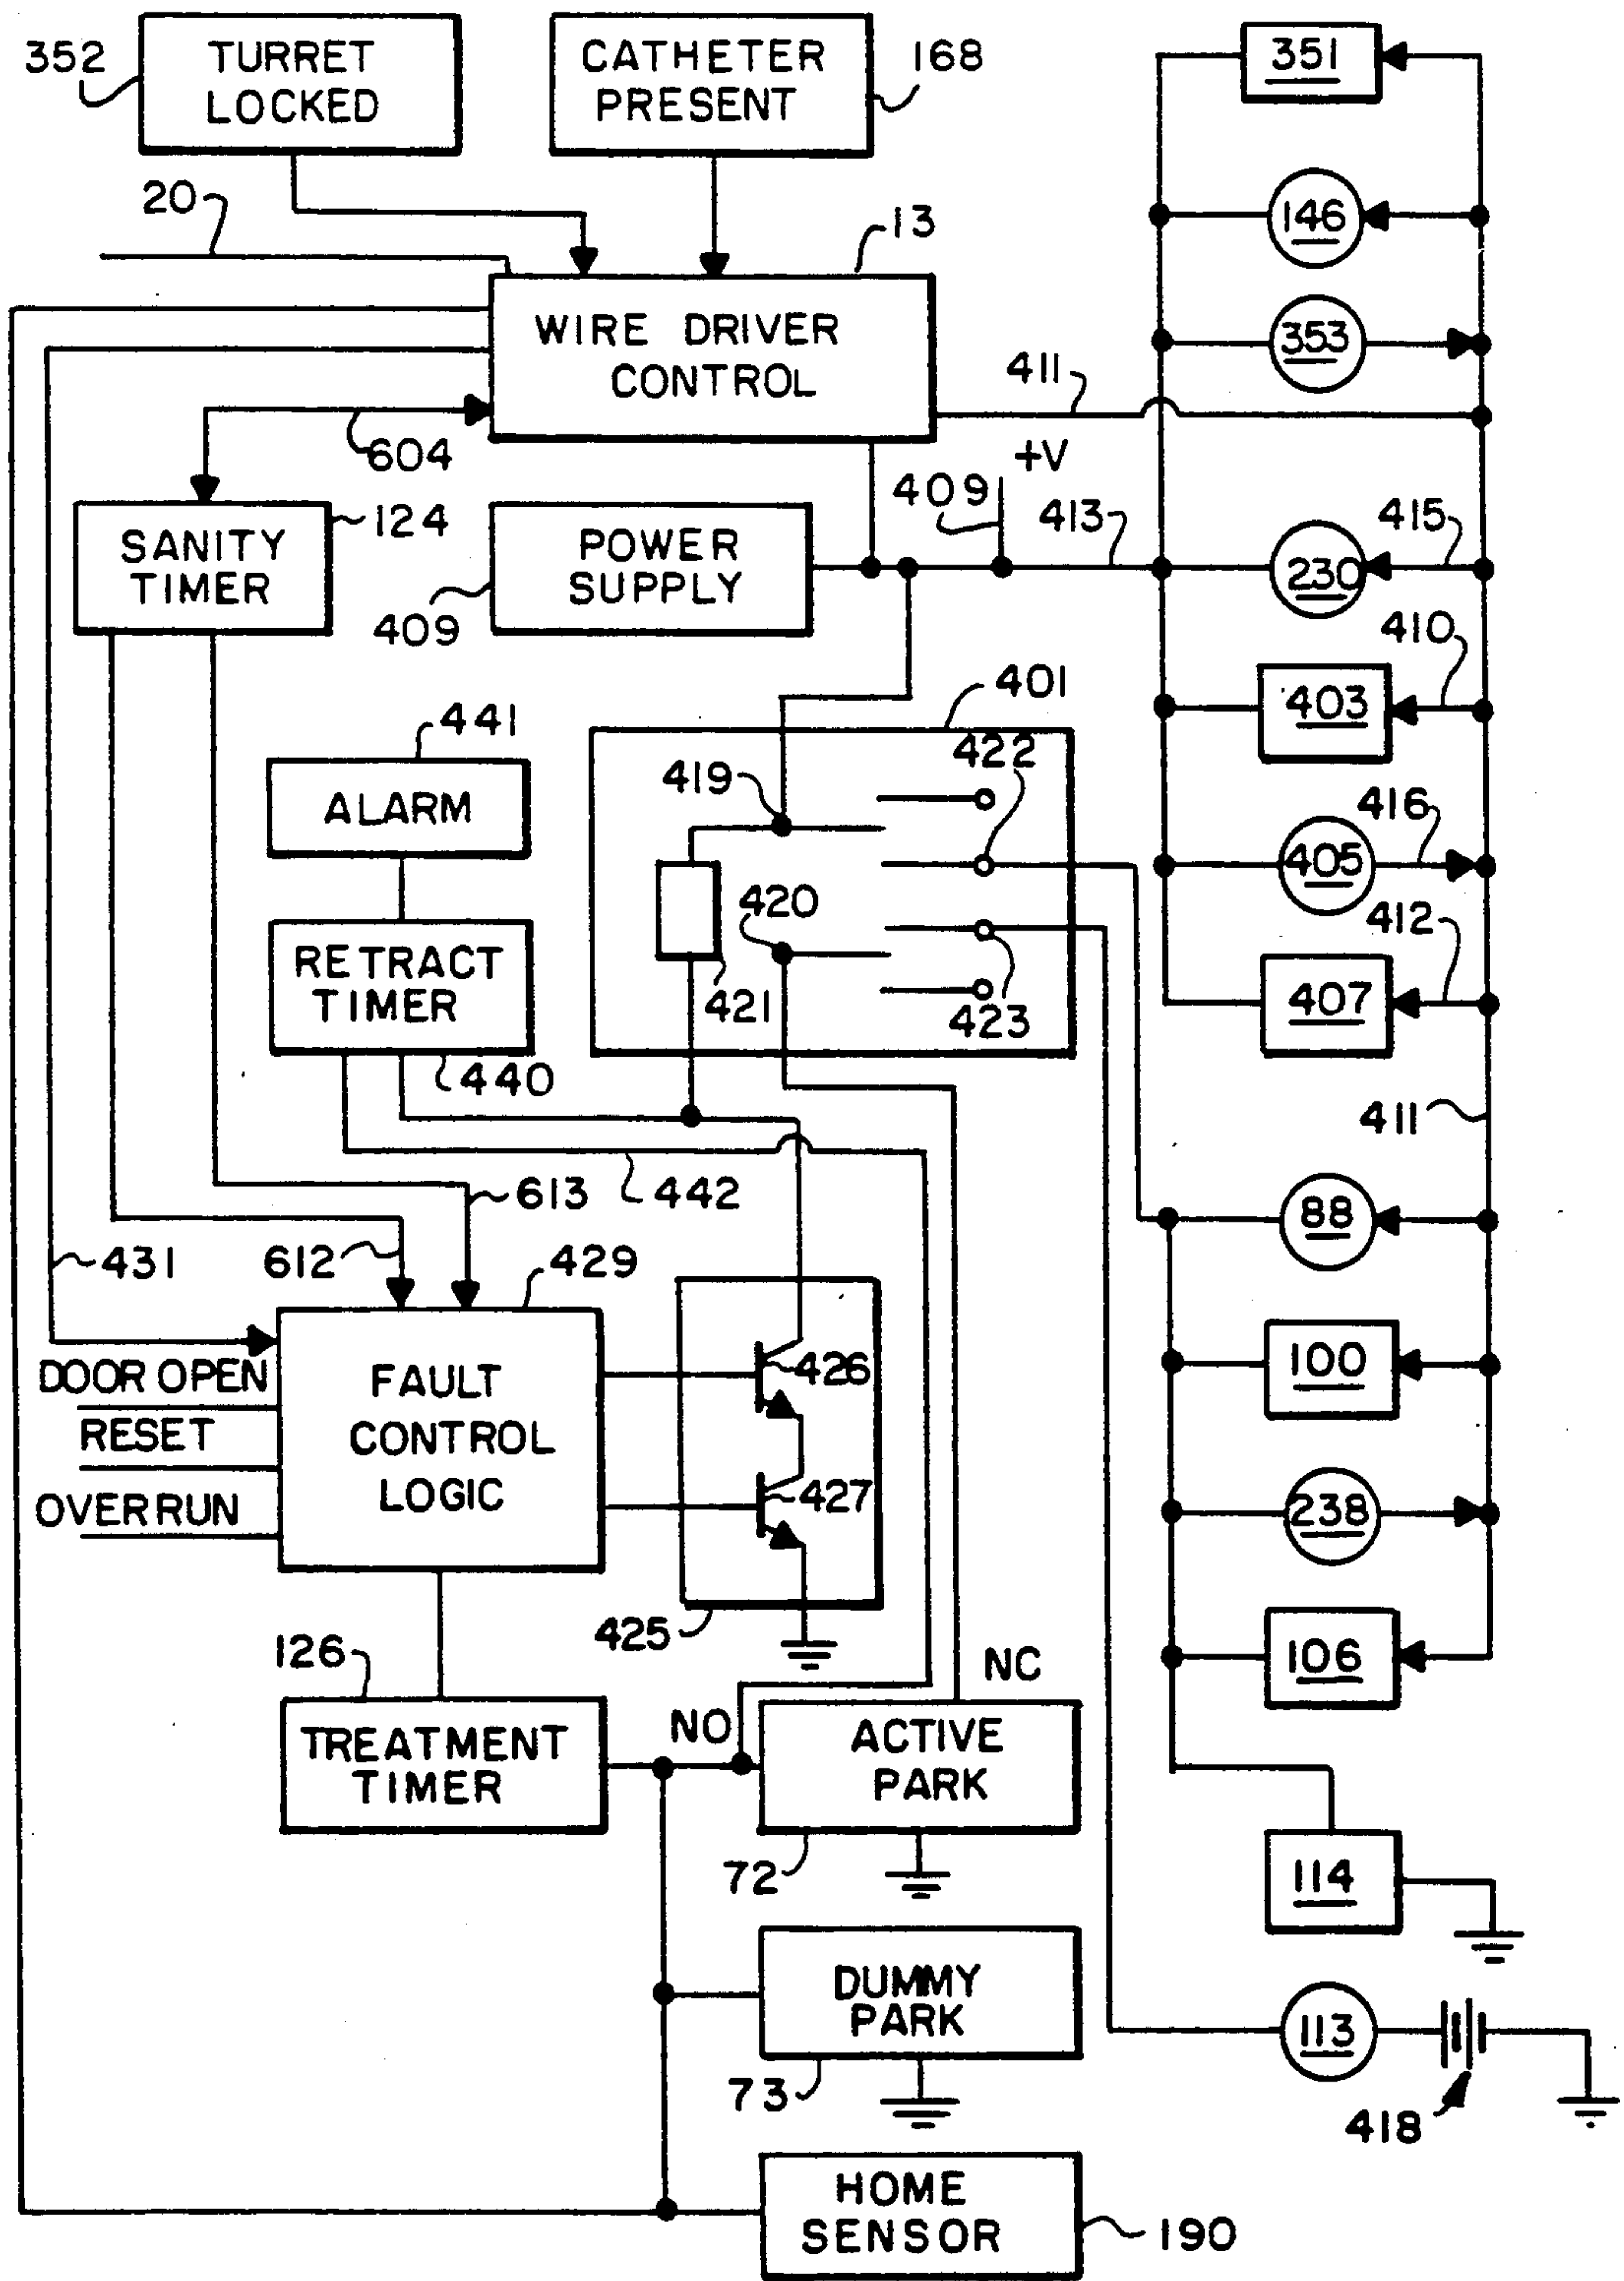 352
TURRET
LOCKED
CATHETER
PRESENT
168
351
20
13
146
WIRE DRIVER
CONTROL
353
411
604
+V
409
413
415
SANITY
TIMER
124
POWER
SUPPLY
409
230
410
403
441
ALARM
401
422
419
416
405
420
412
RETRACT
TIMER
421
423
407
440
411
613
442
88
431
612
429
DOOR OPEN
RESET
OVERRUN
FAULT
CONTROL
LOGIC
426
427
100
238
425
126
NC
106
TREATMENT
TIMER
NO
ACTIVE
PARK
72
114
DUMMY
PARK
73
113
418
HOME
SENSOR
190